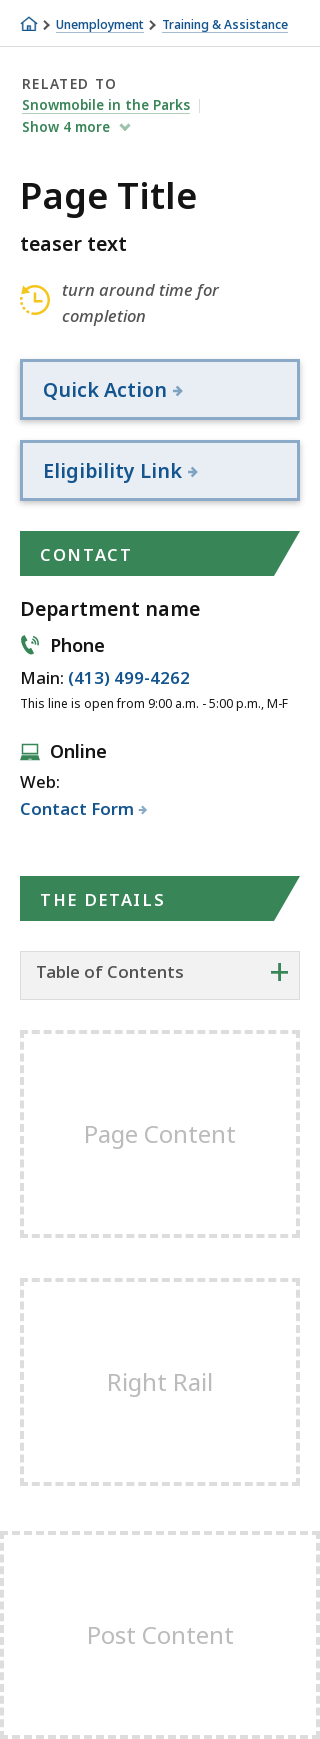 Unemployment Training & Assistance
RELATED TO
Snowmobile in the Parks
Show 4 more
Page Title
teaser text
turn around time for
completion
Quick Action
Eligibility Link
CONTACT
Department name
Phone
Main: (413) 499-4262
This line is open from 9:00 a.m. - 5:00 p.m., M-F
Online
Web:
Contact Form
THE DETAILS
Table of Contents
Page Content
Right Rail
Post Content